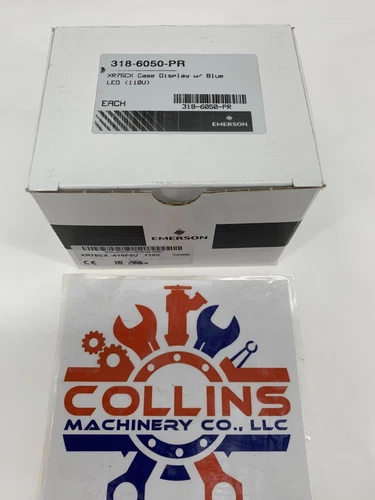 318-6050-PR
XR75CX Case Display w/ Blue
LED (110V)
EACH
318-6050-PR
EMERSON
EMERSON
110V
COLLINS
MACHINERY CO., LLC